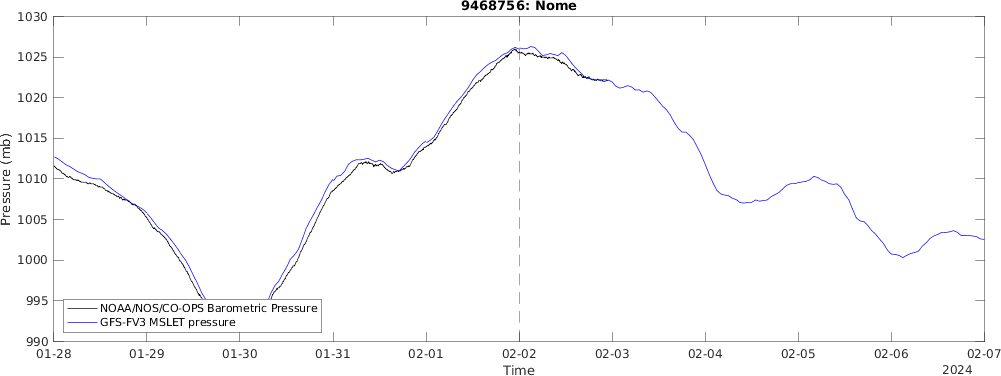 9468756: Nome
1030
1025
1020
1015
1010
1005
1000
995
990
Pressure (mb)
NOAA/NOS/CO-OPS Barometric Pressure
GFS-FV3 MSLET pressure
01-28 01-29 01-30 01-31 02-01 02-02 02-03 02-04 02-05 02-06 02-07
Time
2024